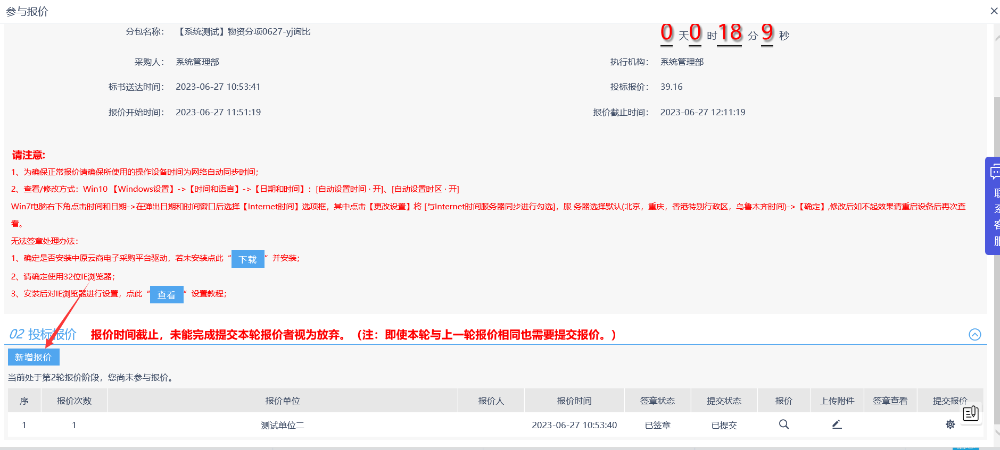 参与报价
分包名称： 【系统测试】物资分项0627-yj询比
0 天 0 时 18 分 9 秒
采购人： 系统管理部
执行机构： 系统管理部
标书送达时间： 2023-06-27 10:53:41
投标报价： 39.16
报价开始时间： 2023-06-27 11:51:19
报价截止时间： 2023-06-27 12:11:19
请注意:
1、为确保正常报价请确保所使用的操作设备时间为网络自动同步时间；
2、查看/修改方式：Win10 【Windows设置】->【时间和语言】->【日期和时间】：[自动设置时间 · 开]、[自动设置时区 · 开]
Win7电脑右下角点击时间和日期->在弹出日期和时间窗口后选择【Internet时间】选项框，其中点击【更改设置】将 [与Internet时间服务器同步进行勾选]，服 务器选择默认(北京，重庆，香港特别行政区，乌鲁木齐时间)->【确定】,修改后如不起效果请重启设备后再次查
看。
无法签章处理办法：
1、确定是否安装中原云商电子采购平台驱动，若未安装点此“ 下载 ”并安装；
2、请确定使用32位IE浏览器；
3、安装后对IE浏览器进行设置，点此“ 查看 ”设置教程；
联系客服
02 投标报价 报价时间截止，未能完成提交本轮报价者视为放弃。（注：即使本轮与上一轮报价相同也需要提交报价。）
新增报价
当前处于第2轮报价阶段，您尚未参与报价。
序 报价次数 报价单位 报价人 报价时间 签章状态 提交状态 报价 上传附件 签章查看 提交报价
1 1 测试单位二 2023-06-27 10:53:40 已签章 已提交